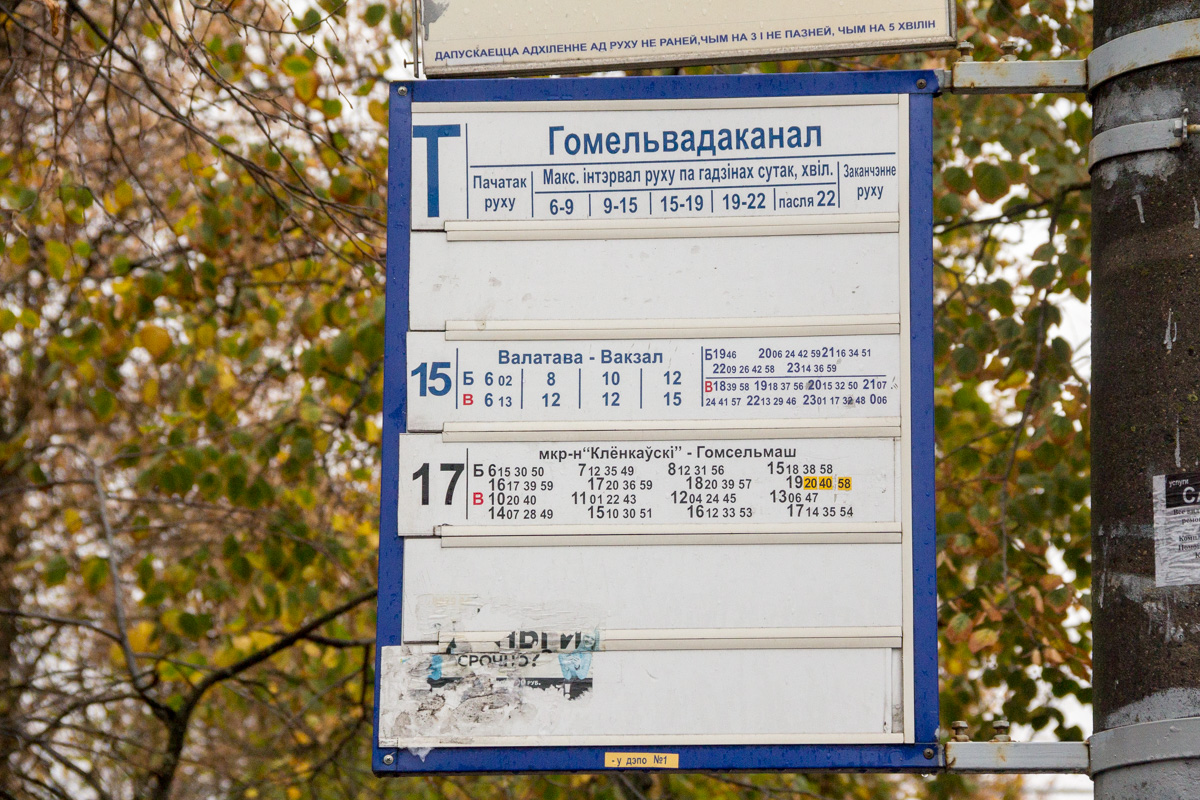 ДАПУСКАЕЦЦА АДХІЛЕННЕ АД РУХУ НЕ РАНЕЙ,ЧЫМ НА 3 І НЕ ПАЗНЕЙ, ЧЫМ НА 5 ХВІЛІН
Т Гомельвадаканал
Пачатак руху Макс. інтэрвал руху па гадзінах сутак, хвіл. Заканчэнне руху
6-9 9-15 15-19 19-22 пасля 22
15 Валатава - Вакзал
Б 6 02 8 10 12
В 6 13 12 12 15
Б 19 46 20 06 24 42 59 21 16 34 51
22 09 26 42 58 23 14 36 59
В 18 39 58 19 18 37 56 20 15 32 50 21 07
24 41 57 22 13 29 46 23 01 17 32 48 0 06
17 мкр-н“Клёнкаўскі” - Гомсельмаш
Б 6 15 30 50 7 12 35 49 8 12 31 56 15 18 38 58
16 17 39 59 17 20 36 59 18 20 39 57 19 20 40 58
В 10 20 40 11 01 22 43 12 04 24 45 13 06 47
14 07 28 49 15 10 30 51 16 12 33 53 17 14 35 54
СРОЧНО?
РУБ.
- у дэпо №1
услуги